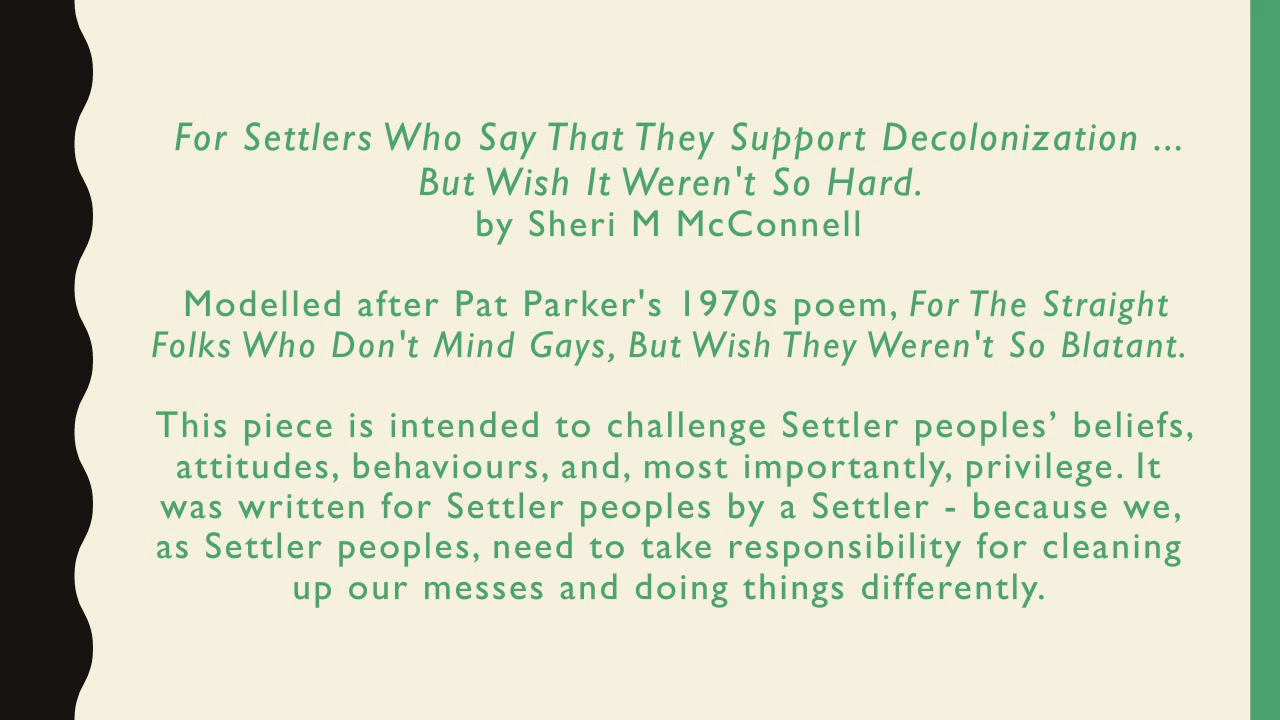 For Settlers Who Say That They Support Decolonization ...
But Wish It Weren't So Hard.
by Sheri M McConnell
Modelled after Pat Parker's 1970s poem, For The Straight
Folks Who Don't Mind Gays, But Wish They Weren't So Blatant.
This piece is intended to challenge Settler peoples’ beliefs,
attitudes, behaviours, and, most importantly, privilege. It
was written for Settler peoples by a Settler - because we,
as Settler peoples, need to take responsibility for cleaning
up our messes and doing things differently.